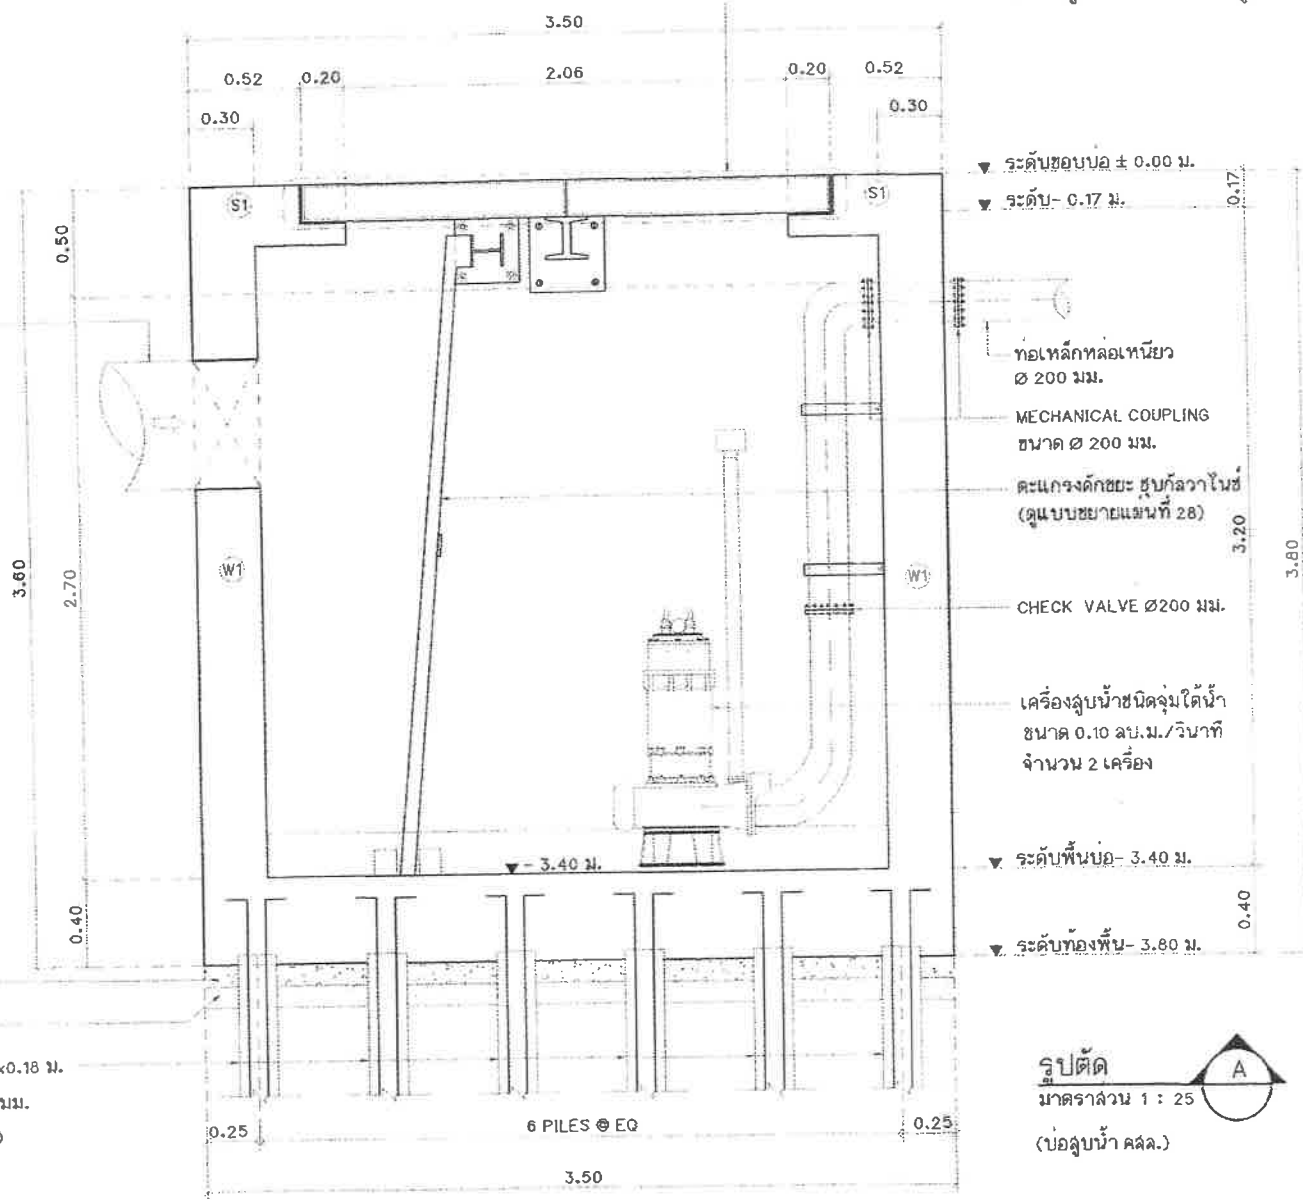 3.50
0.52
0.20
2.06
0.20
0.52
0.30
0.30
ระดับขอบบ่อ ± 0.00 ม.
ระดับ- 0.17 ม.
0.17
S1
S1
0.50
ท่อเหล็กหล่อเหนียว
Ø 200 มม.
MECHANICAL COUPLING
ขนาด Ø 200 มม.
ตะแกรงดักขยะ ชุบกัลวาไนซ์
(ดูแบบขยายแผ่นที่ 28)
3.60
2.70
W1
W1
3.20
3.80
CHECK VALVE Ø200 มม.
เครื่องสูบน้ำชนิดจุ่มใต้น้ำ
ขนาด 0.10 ลบ.ม./วินาที
จำนวน 2 เครื่อง
- 3.40 ม.
ระดับพื้นบ่อ- 3.40 ม.
0.40
0.40
ระดับท้องพื้น- 3.80 ม.
x0.18 ม.
มม.
)
0.25
6 PILES @ EQ
0.25
3.50
รูปตัด
A
มาตราส่วน 1 : 25
(บ่อสูบน้ำ คสล.)